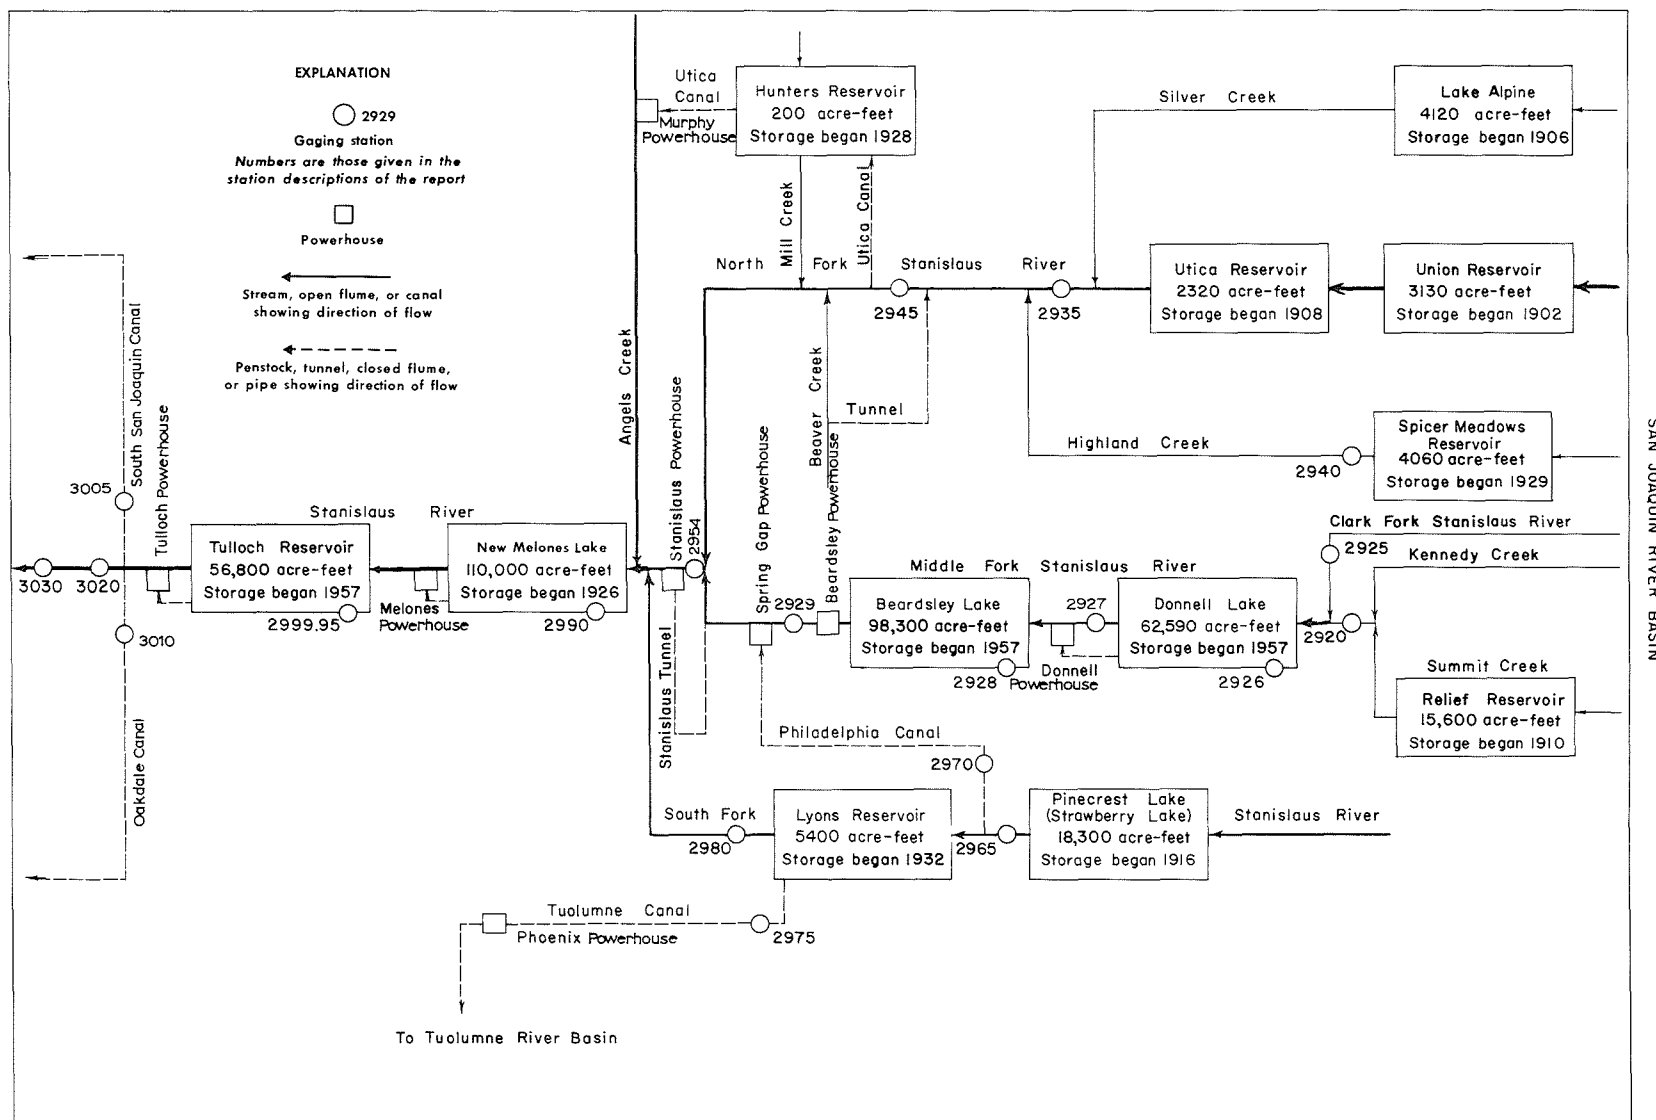 EXPLANATION
2929
Gaging station
Numbers are those given in the
station descriptions of the report
Powerhouse
Stream, open flume, or canal
showing direction of flow
Penstock, tunnel, closed flume,
or pipe showing direction of flow
Utica
Canal
Murphy
Powerhouse
Hunters Reservoir
200 acre-feet
Storage began 1928
Silver Creek
Lake Alpine
4120 acre-feet
Storage began 1906
Mill Creek
Utica Canal
North Fork Stanislaus River
2945
2935
Utica Reservoir
2320 acre-feet
Storage began 1908
Union Reservoir
3130 acre-feet
Storage began 1902
Angels Creek
Beaver Creek
Tunnel
Highland Creek
2940
Spicer Meadows
Reservoir
4060 acre-feet
Storage began 1929
SAN JOAQUIN RIVER BASIN
South San Joaquin Canal
3005
Tulloch Powerhouse
Stanislaus River
Tulloch Reservoir
56,800 acre-feet
Storage began 1957
2999.95
3030
3020
3010
Oakdale Canal
Melones
Powerhouse
New Melones Lake
110,000 acre-feet
Storage began 1926
2990
Stanislaus Powerhouse
2954
Stanislaus Tunnel
Spring Gap Powerhouse
Beardsley Powerhouse
2929
Middle Fork Stanislaus River
Beardsley Lake
98,300 acre-feet
Storage began 1957
2928
2927
Donnell
Powerhouse
Donnell Lake
62,590 acre-feet
Storage began 1957
2926
Clark Fork Stanislaus River
2925
Kennedy Creek
2920
Summit Creek
Relief Reservoir
15,600 acre-feet
Storage began 1910
Philadelphia Canal
2970
South Fork
2980
Lyons Reservoir
5400 acre-feet
Storage began 1932
2965
Pinecrest Lake
(Strawberry Lake)
18,300 acre-feet
Storage began 1916
Stanislaus River
Tuolumne Canal
Phoenix Powerhouse
2975
To Tuolumne River Basin